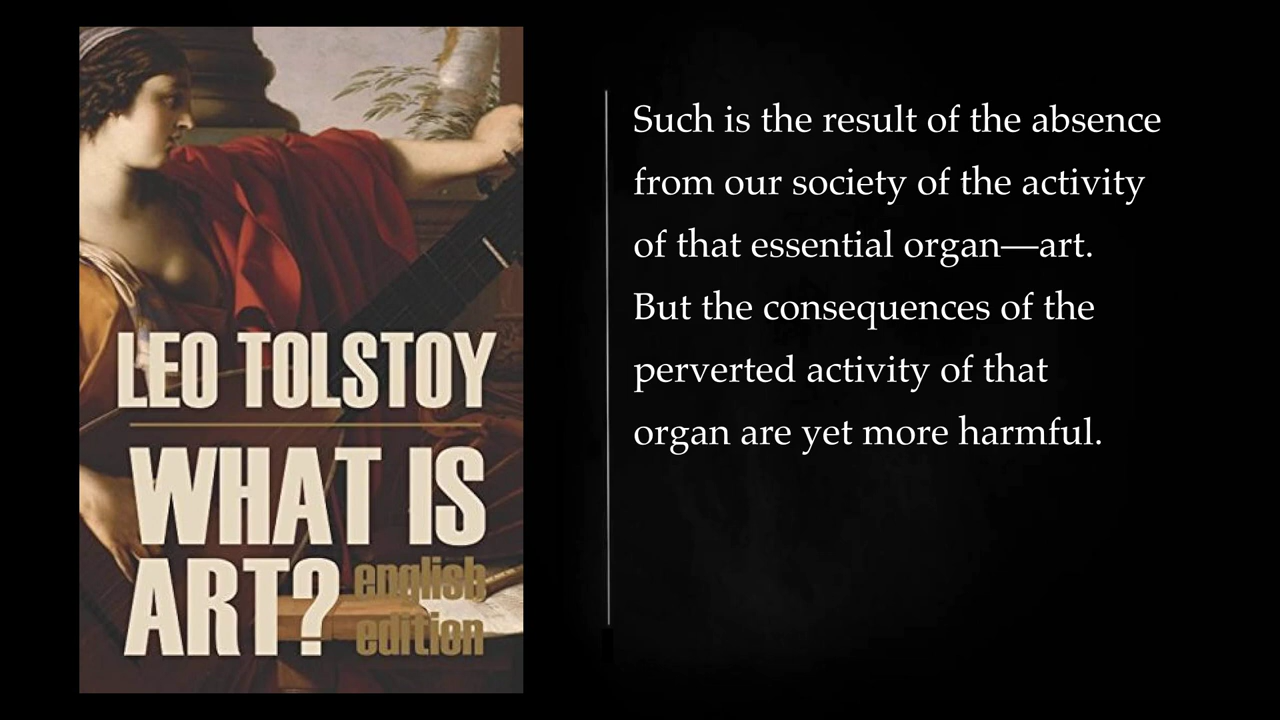 LEO TOLSTOY
WHAT IS
ART?
english
edition
Such is the result of the absence
from our society of the activity
of that essential organ—art.
But the consequences of the
perverted activity of that
organ are yet more harmful.